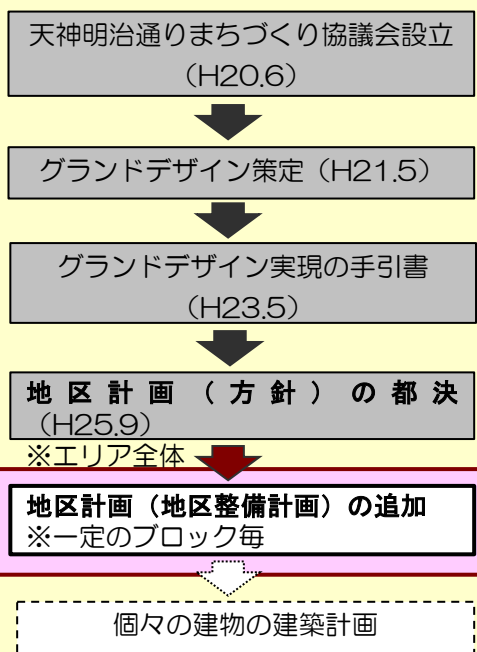 天神明治通りまちづくり協議会設立
（H20.6）
グランドデザイン策定（H21.5）
グランドデザイン実現の手引書
（H23.5）
地区計画（方針）の都決
（H25.9）
※エリア全体
地区計画（地区整備計画）の追加
※一定のブロック毎
個々の建物の建築計画